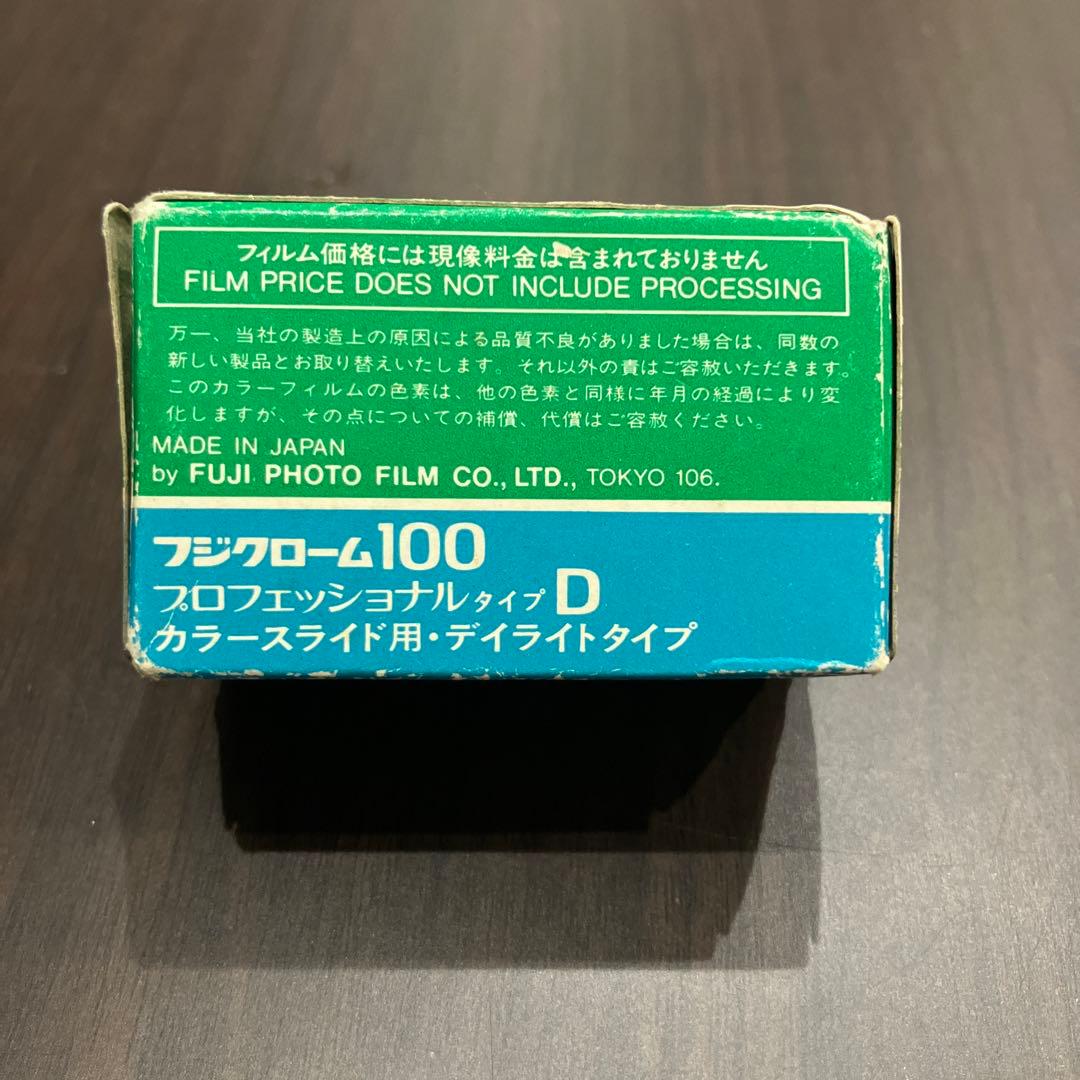 フィルム価格には現像料金は含まれておりません
FILM PRICE DOES NOT INCLUDE PROCESSING
万一、当社の製造上の原因による品質不良がありました場合は、同数の
新しい製品とお取り替えいたします。それ以外の責はご容赦いただきます。
このカラーフィルムの色素は、他の色素と同様に年月の経過により変
化しますが、その点についての補償、代償はご容赦ください。
MADE IN JAPAN
by FUJI PHOTO FILM CO., LTD., TOKYO 106.
フジクローム100
プロフェッショナル タイプ D
カラースライド用・デイライトタイプ